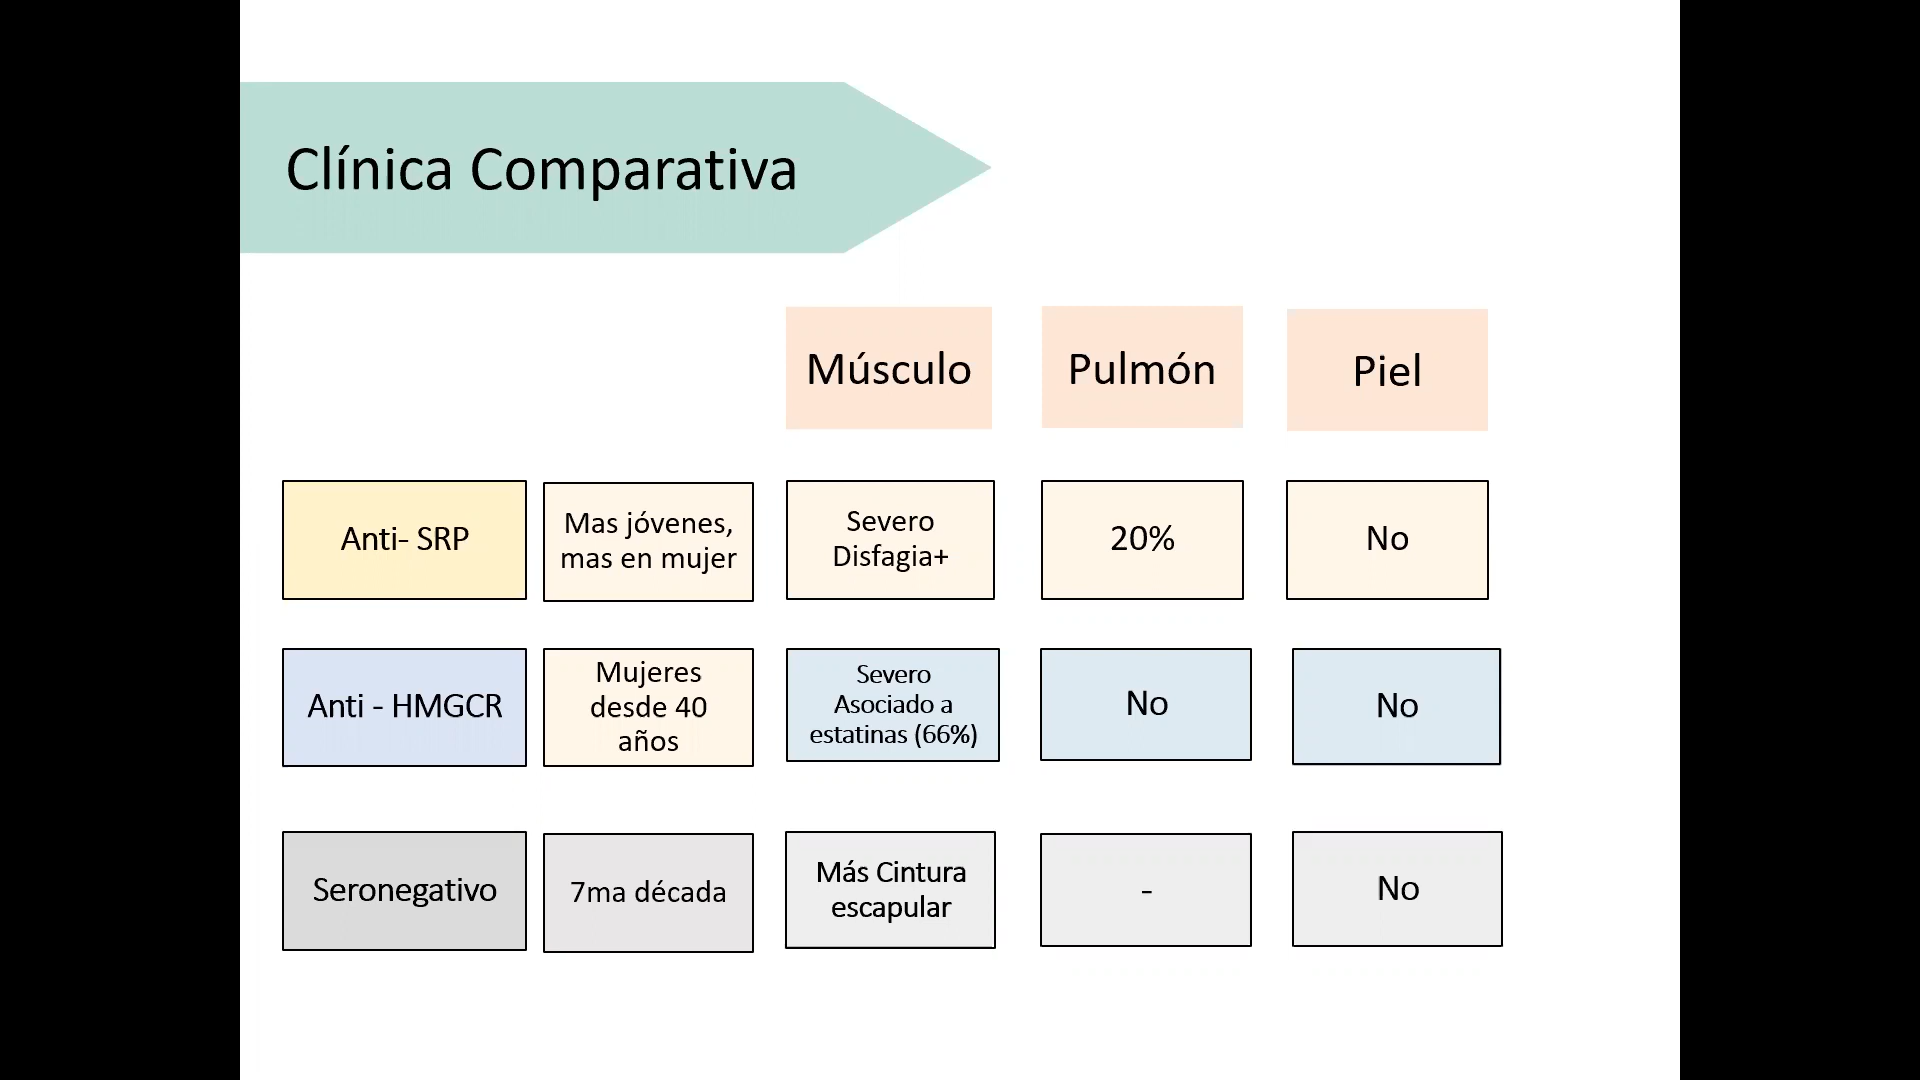 Clínica Comparativa
Músculo
Pulmón
Piel
Anti- SRP
Mas jóvenes,
mas en mujer
Severo
Disfagia+
20%
No
Anti - HMGCR
Mujeres
desde 40
años
Severo
Asociado a
estatinas (66%)
No
No
Seronegativo
7ma década
Más Cintura
escapular
-
No